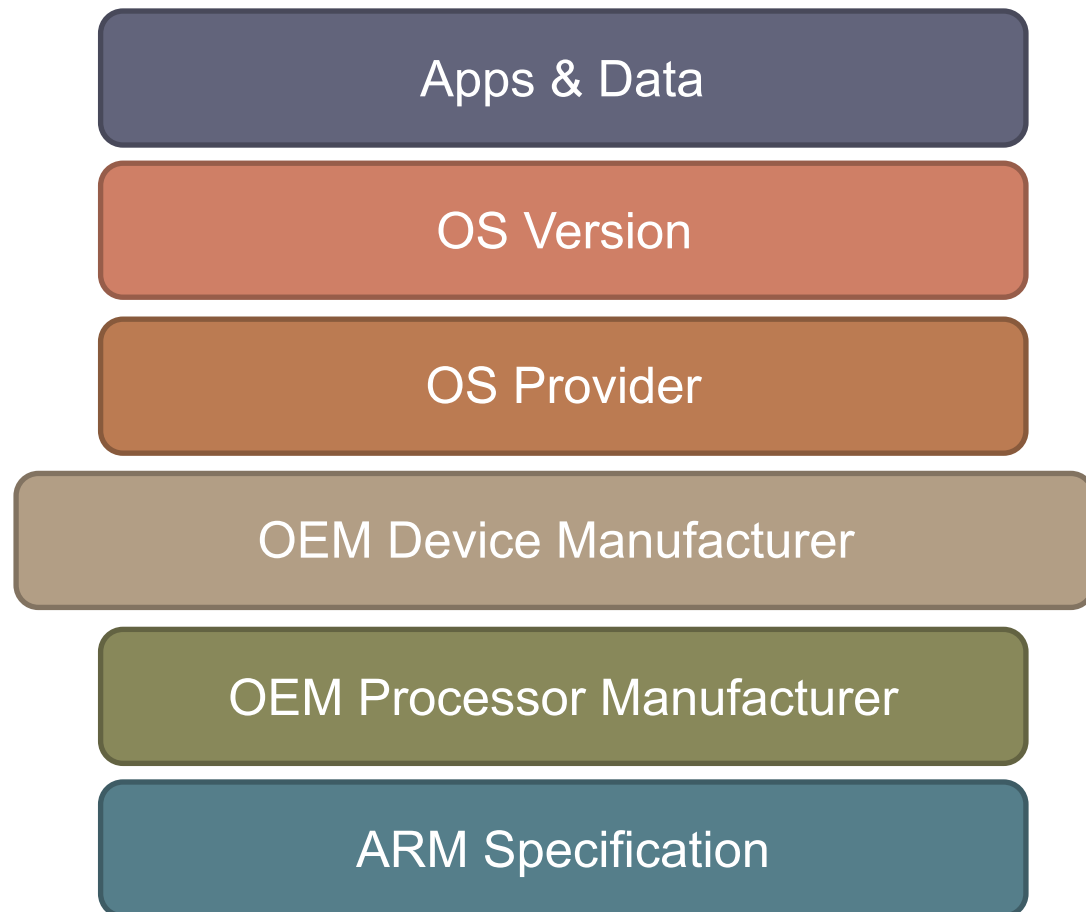 Apps & Data
OS Version
OS Provider
OEM Device Manufacturer
OEM Processor Manufacturer
ARM Specification